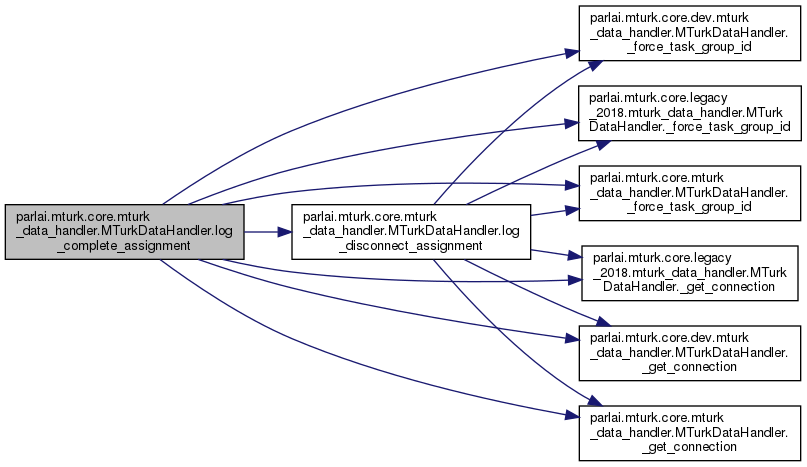 parlai.mturk.core.mturk
_data_handler.MTurkDataHandler.log
_complete_assignment
parlai.mturk.core.mturk
_data_handler.MTurkDataHandler.log
_disconnect_assignment
parlai.mturk.core.dev.mturk
_data_handler.MTurkDataHandler.
_force_task_group_id
parlai.mturk.core.legacy
_2018.mturk_data_handler.MTurk
DataHandler._force_task_group_id
parlai.mturk.core.mturk
_data_handler.MTurkDataHandler.
_force_task_group_id
parlai.mturk.core.legacy
_2018.mturk_data_handler.MTurk
DataHandler._get_connection
parlai.mturk.core.dev.mturk
_data_handler.MTurkDataHandler.
_get_connection
parlai.mturk.core.mturk
_data_handler.MTurkDataHandler.
_get_connection